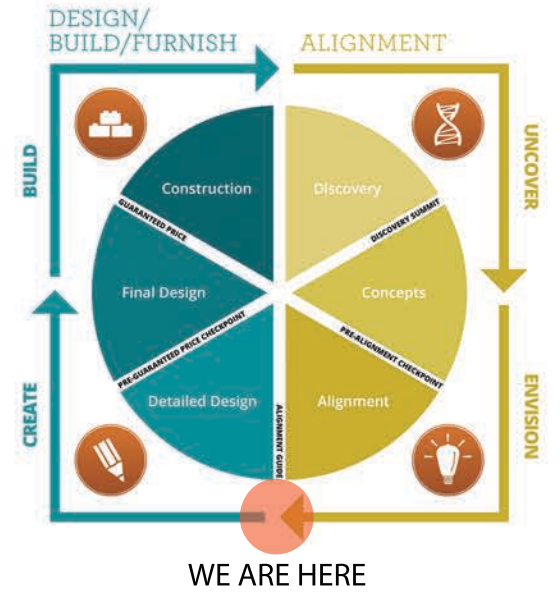 DESIGN/
BUILD/FURNISH
ALIGNMENT
BUILD
UNCOVER
Construction
Discovery
GUARANTEED PRICE
DISCOVERY SUMMIT
Final Design
Concepts
PRE-GUARANTEED PRICE CHECKPOINT
PRE-ALIGNMENT CHECKPOINT
CREATE
ENVISION
Detailed Design
Alignment
ALIGNMENT GUIDE
WE ARE HERE